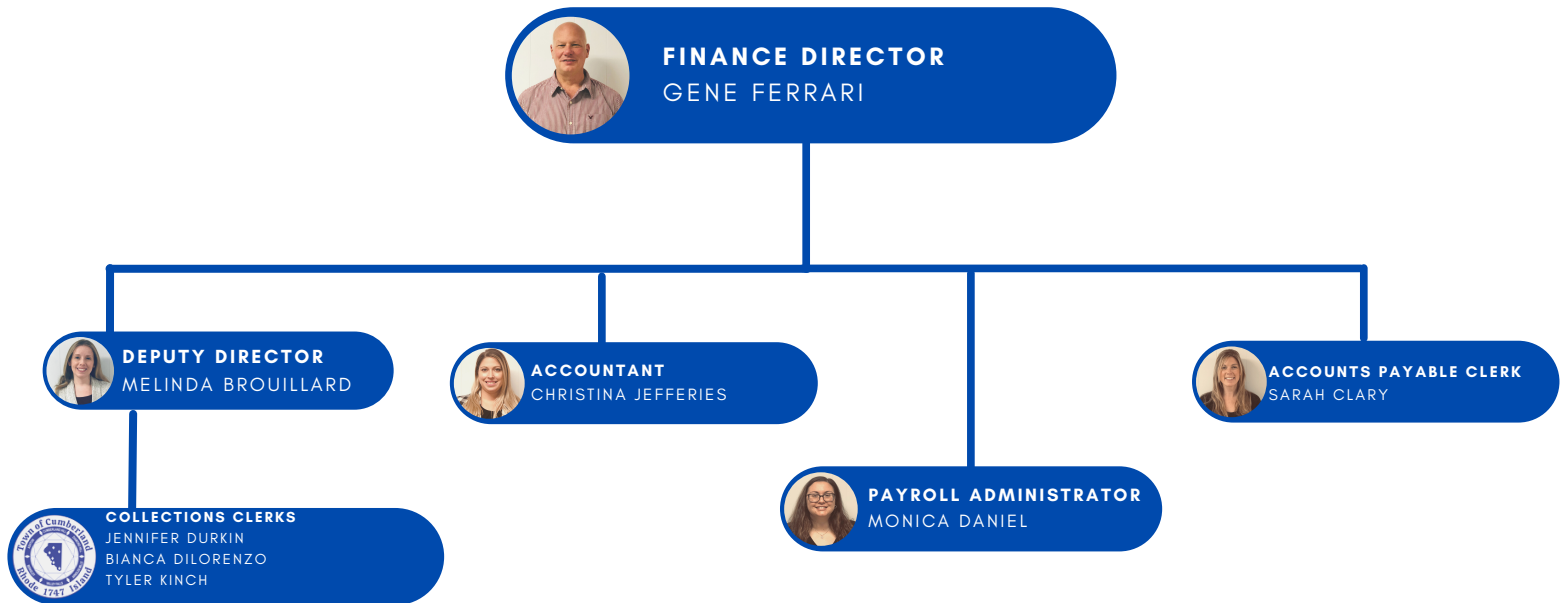 FINANCE DIRECTOR
GENE FERRARI
DEPUTY DIRECTOR
MELINDA BROUILLARD
ACCOUNTANT
CHRISTINA JEFFERIES
ACCOUNTS PAYABLE CLERK
SARAH CLARY
PAYROLL ADMINISTRATOR
MONICA DANIEL
COLLECTIONS CLERKS
JENNIFER DURKIN
BIANCA DILORENZO
TYLER KINCH
Town of Cumberland
Rhode 1747 Island